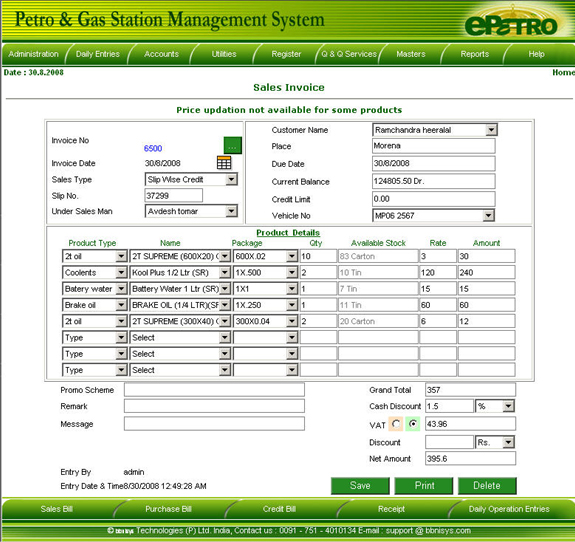 Petro & Gas Station Management System
ePETRO
Administration Daily Entries Accounts Utilities Register Q & Q Services Masters Reports Help
Date : 30.8.2008 Home
Sales Invoice
Price updation not available for some products
Invoice No 6500 ...
Invoice Date 30/8/2008
Sales Type Slip Wise Credit
Slip No. 37299
Under Sales Man Avdesh tomar
Customer Name Ramchandra heeralal
Place Morena
Due Date 30/8/2008
Current Balance 124805.50 Dr.
Credit Limit 0.00
Vehicle No MP06 2567
Product Details
Product Type Name Package Qty Available Stock Rate Amount
2t oil 2T SUPREME (600X20) ( 600X.02 10 83 Carton 3 30
Coolents Kool Plus 1/2 Ltr (SR) 1X.500 2 10 Tin 120 240
Batery water Battery Water 1 Ltr (SR) 1X1 1 7 Tin 15 15
Brake oil BRAKE OIL (1/4 LTR)(SF 1X.250 1 11 Tin 60 60
2t oil 2T SUPREME (300X40) ( 300X0.04 2 20 Carton 6 12
Type Select
Type Select
Type Select
Promo Scheme
Remark
Message
Grand Total 357
Cash Discount 1.5 %
VAT 43.96
Discount Rs.
Net Amount 395.6
Entry By admin
Entry Date & Time8/30/2008 12:49:28 AM
Save Print Delete
Sales Bill Purchase Bill Credit Bill Receipt Daily Operation Entries
© bbnisys Technologies (P) Ltd. India, Contact us : 0091 - 751 - 4010134 E-mail : support @ bbnisys.com